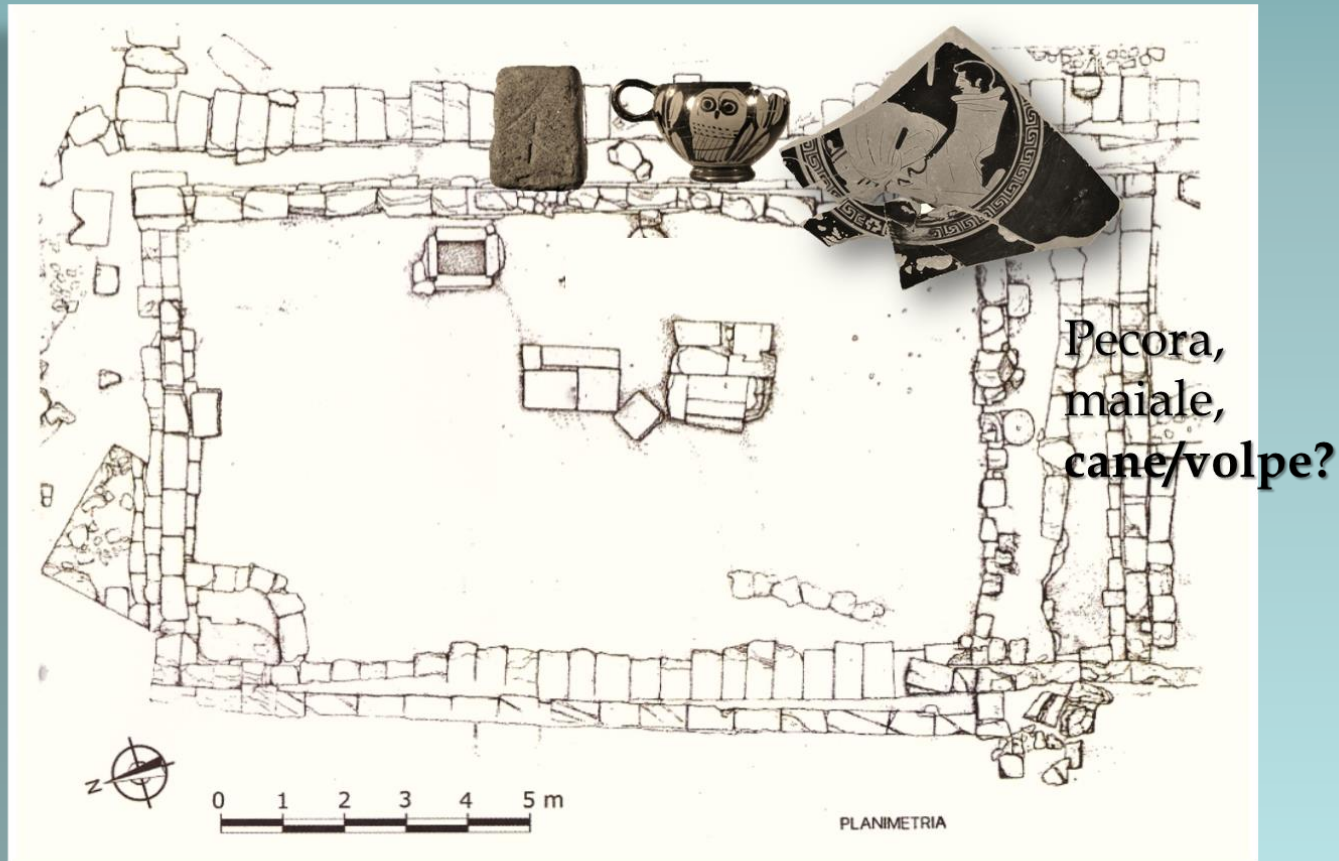 Pecora,
maiale,
cane/volpe?
N
0 1 2 3 4 5 m
PLANIMETRIA